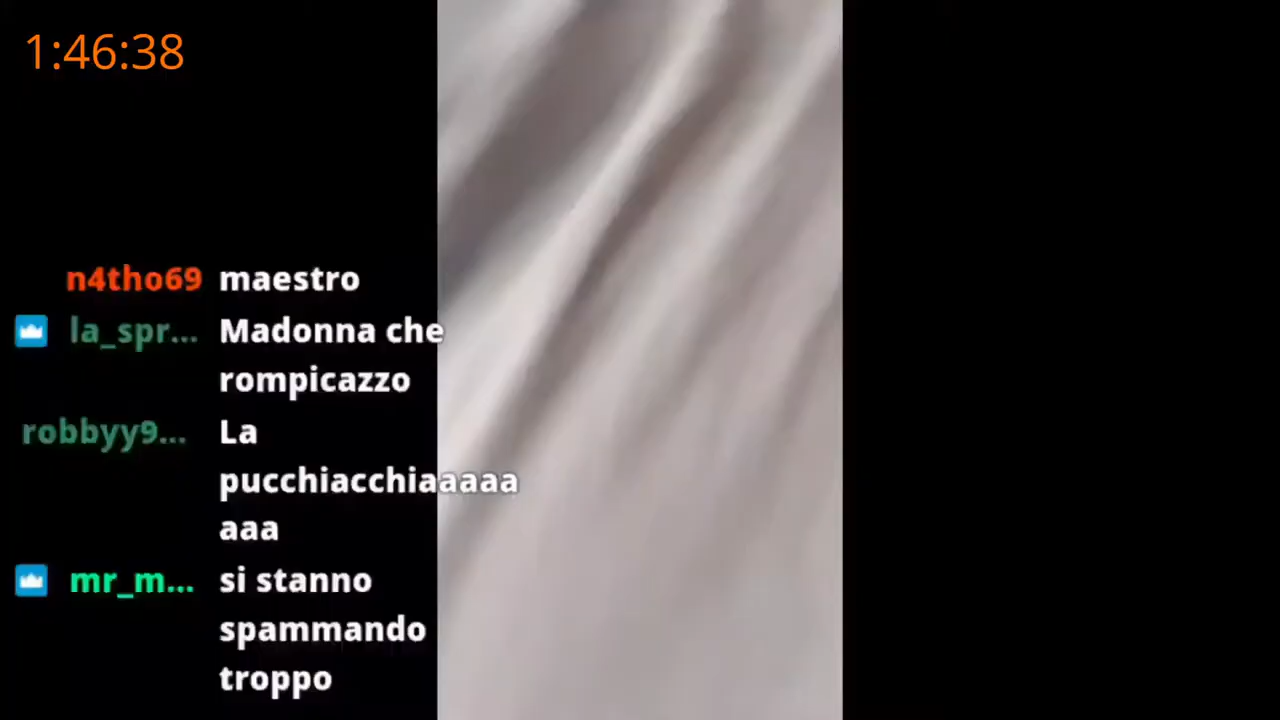 1:46:38
n4tho69 maestro
la_spr... Madonna che
rompicazzo
robbyy9... La
pucchiacchiaaaaa
aaa
mr_m... si stanno
spammando
troppo